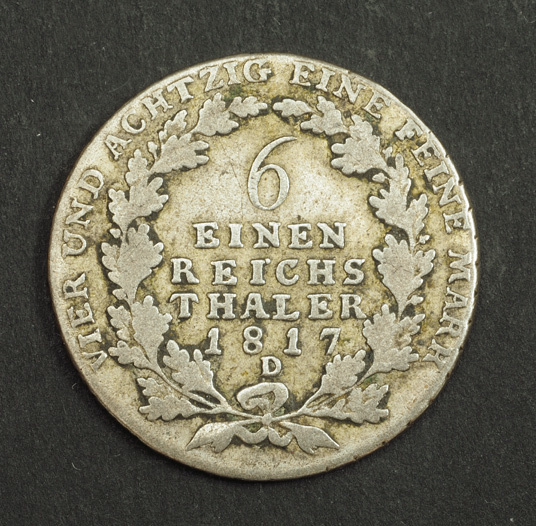 VIER UND ACHTZIG EINE FEINE MARK
6
EINEN
REICHS
THALER
1817
D